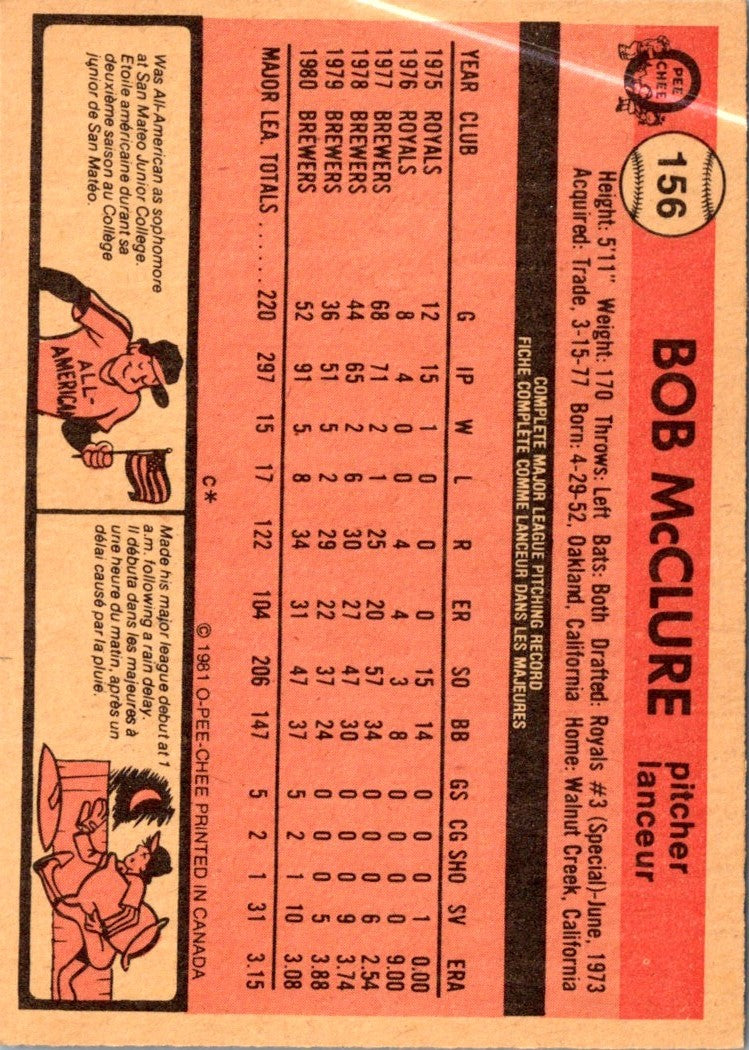 O
PEE
CHEE
156
BOB McCLURE
pitcher
lanceur
Height: 5'11" Weight: 170 Throws: Left Bats: Both Drafted: Royals #3 (Special)-June, 1973
Acquired: Trade, 3-15-77 Born: 4-29-52, Oakland, California Home: Walnut Creek, California
COMPLETE MAJOR LEAGUE PITCHING RECORD
FICHE COMPLÈTE COMME LANCEUR DANS LES MAJEURES
YEAR CLUB G IP W L R ER SO BB GS CG SHO SV ERA
1975 ROYALS 12 15 1 0 0 0 15 14 0 0 0 1 0.00
1976 ROYALS 8 4 0 0 4 4 3 8 0 0 0 0 9.00
1977 BREWERS 68 71 2 1 25 20 57 34 0 0 0 6 2.54
1978 BREWERS 44 65 2 6 30 27 47 30 0 0 0 9 3.74
1979 BREWERS 36 51 5 2 29 22 37 24 0 0 0 5 3.88
1980 BREWERS 52 91 5 8 34 31 47 37 5 2 1 10 3.08
MAJOR LEA. TOTALS ...... 220 297 15 17 122 104 206 147 5 2 1 31 3.15
C* © 1981 O-PEE-CHEE PRINTED IN CANADA
Was All-American as sophomore
at San Mateo Junior College.
Etoile américaine durant sa
deuxième saison au Collège
junior de San Matéo.
ALL-
AMERICAN
Made his major league debut at 1
a.m. following a rain delay.
Il débuta dans les majeures à
une heure du matin, après un
délai causé par la pluie.